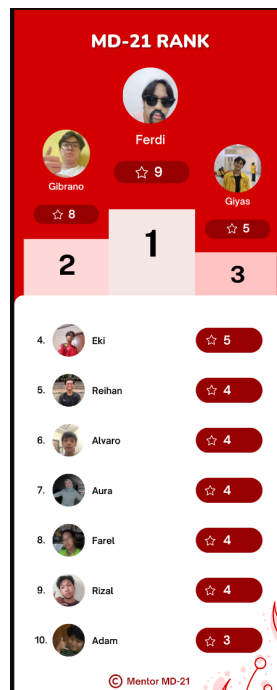 MD-21 RANK
Ferdi
9
Gibrano
8
Giyas
5
1
2
3
4. Eki 5
5. Reihan 4
6. Alvaro 4
7. Aura 4
8. Farel 4
9. Rizal 4
10. Adam 3
© Mentor MD-21